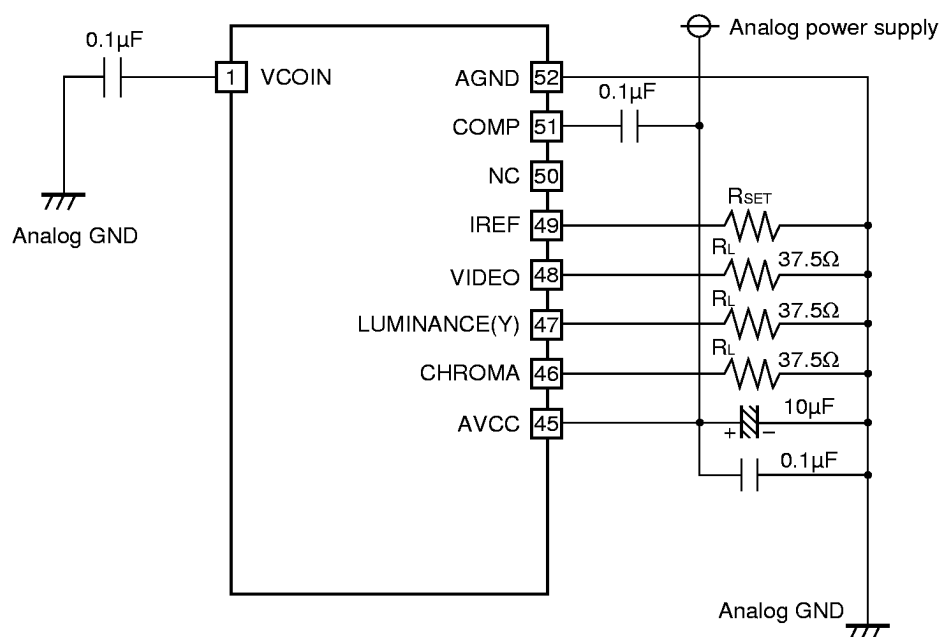 Analog power supply
0.1μF
1
VCOIN
AGND
52
0.1μF
COMP
51
NC
50
RSET
IREF
49
Analog GND
RL
37.5Ω
VIDEO
48
RL
37.5Ω
LUMINANCE(Y)
47
RL
37.5Ω
CHROMA
46
10μF
AVCC
45
+
−
0.1μF
Analog GND